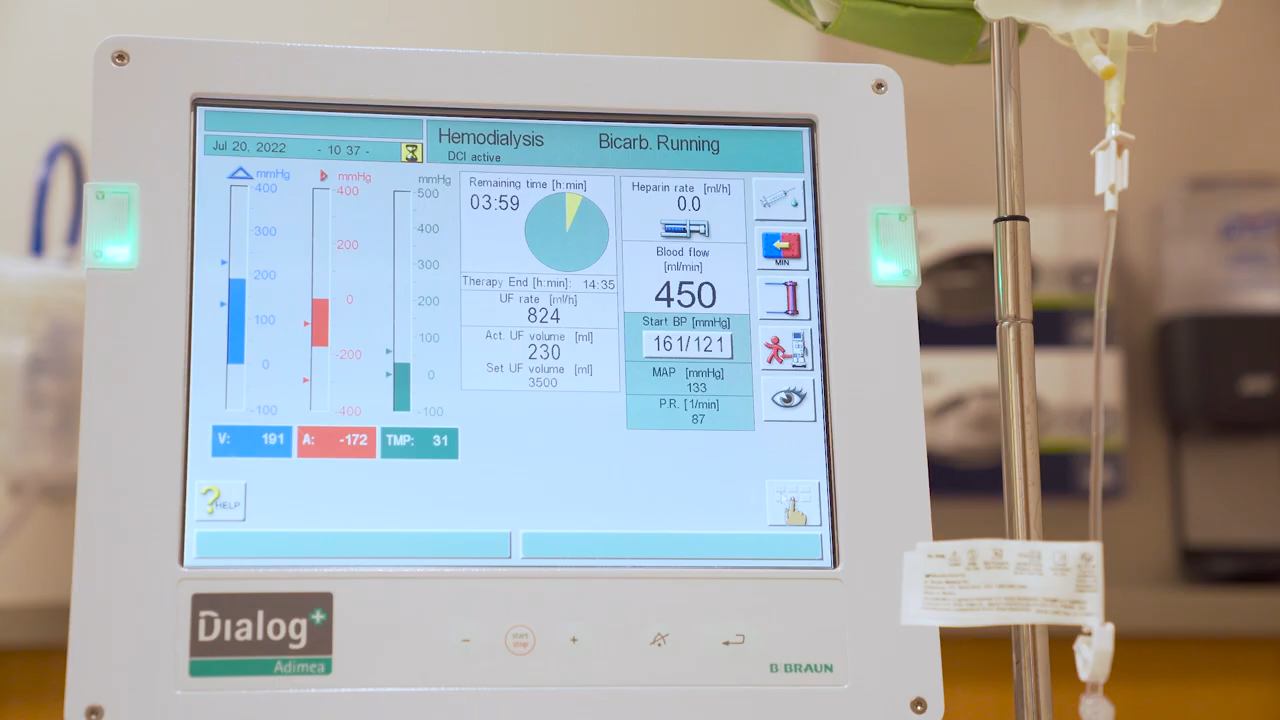 Hemodialysis Bicarb. Running
DCI active
Jul 20, 2022 - 10 37 -
mmHg mmHg mmHg
400 400 500
300 200 400
200 0 300
100 -200 200
0 -400 100
-100 0
-100
V: 191 A: -172 TMP: 31
Remaining time [h:min]
03:59
Therapy End [h:min]: 14:35
UF rate [ml/h]
824
Act. UF volume [ml]
230
Set UF volume [ml]
3500
Heparin rate [ml/h]
0.0
Blood flow
[ml/min]
450
Start BP [mmHg]
161/121
MAP [mmHg]
133
P.R. [1/min]
87
MIN
? HELP
Dialog+
Adimea
- start
stop +
B BRAUN